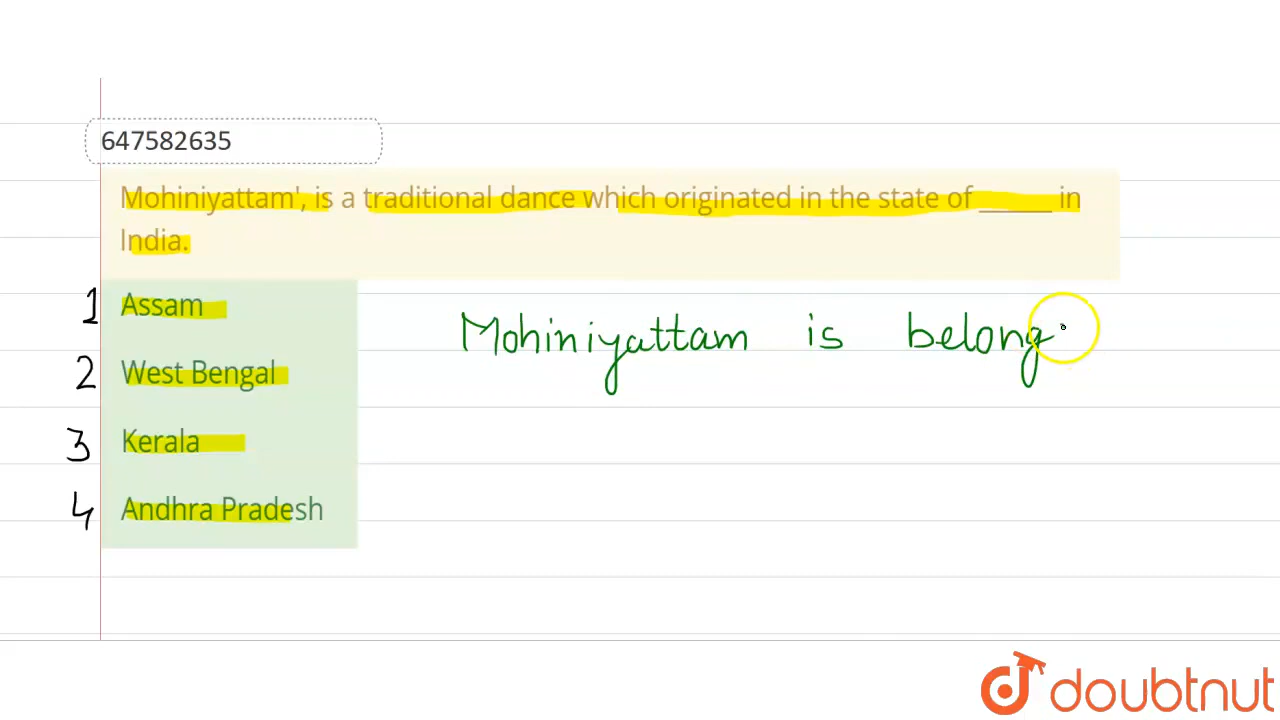 647582635
Mohiniyattam', is a traditional dance which originated in the state of ______ in
India.
1 Assam
Mohiniyattam is belong
2 West Bengal
3 Kerala
4 Andhra Pradesh
doubtnut